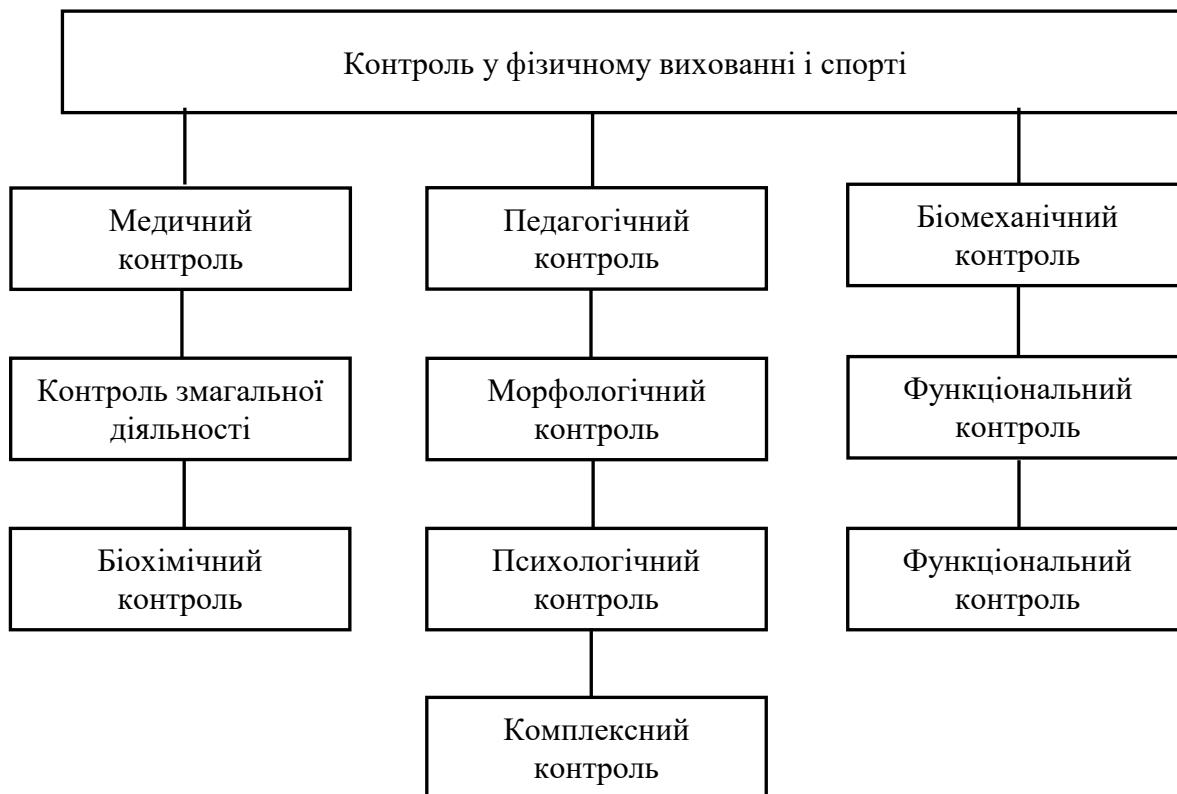 Контроль у фізичному вихованні і спорті
Медичний
контроль
Педагогічний
контроль
Біомеханічний
контроль
Контроль змагальної
діяльності
Морфологічний
контроль
Функціональний
контроль
Біохімічний
контроль
Психологічний
контроль
Функціональний
контроль
Комплексний
контроль